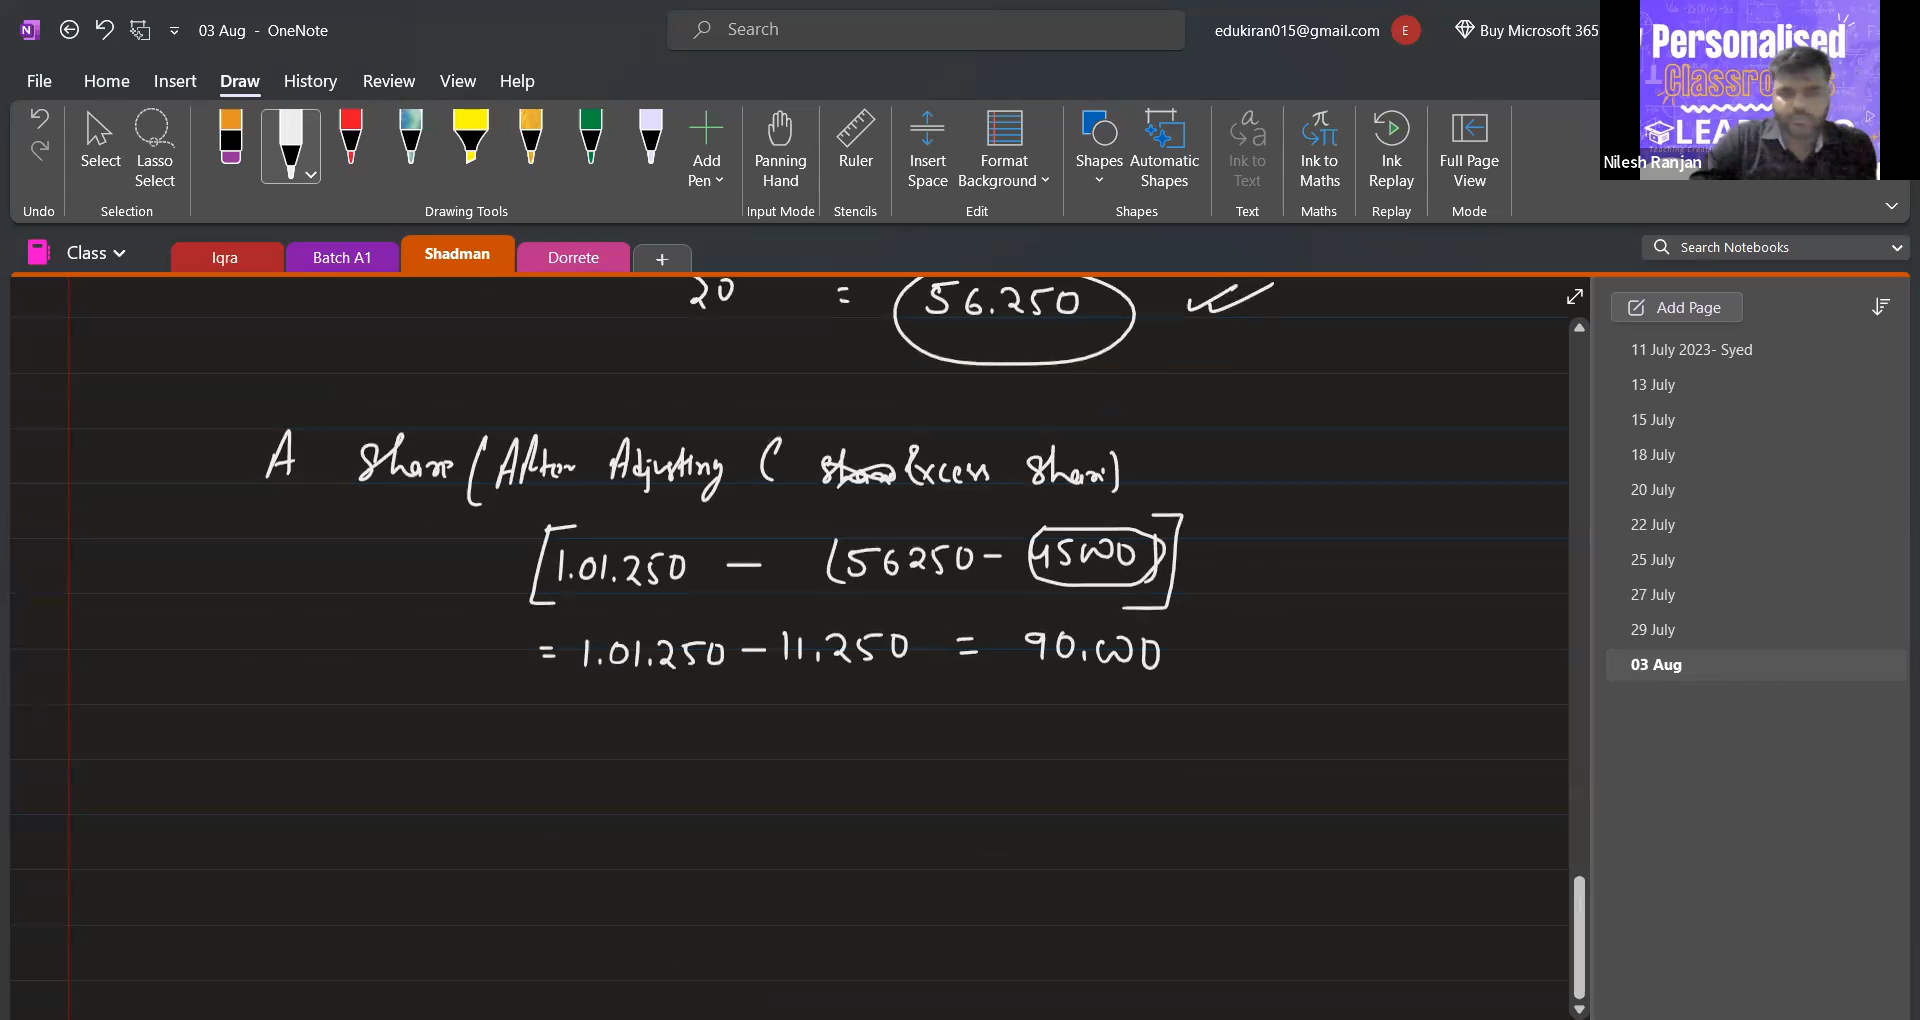 03 Aug - OneNote
Search
edukiran015@gmail.com
E
Buy Microsoft 365
Personalised
Nilesh Ranjan
File Home Insert Draw History Review View Help
Select
Lasso Select
Add Pen
Panning Hand
Ruler
Insert Space
Format Background
Shapes
Automatic Shapes
Ink to Text
Ink to Maths
Ink Replay
Full Page View
Undo Selection Drawing Tools Input Mode Stencils Edit Shapes Text Maths Replay Mode
Class Iqra Batch A1 Shadman Dorrete + Search Notebooks
20 = 56.250
A Share (After Adjusting C Excess Share)
[1.01.250 - (56250 - 45000)]
= 1.01.250 - 11.250 = 90.000
Add Page
11 July 2023- Syed
13 July
15 July
18 July
20 July
22 July
25 July
27 July
29 July
03 Aug